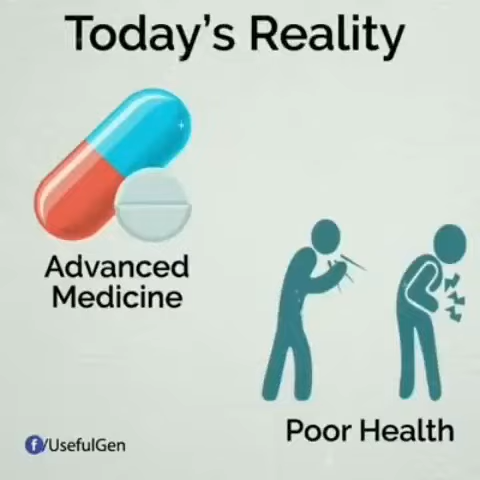 Today's Reality
Advanced
Medicine
Poor Health
f/UsefulGen